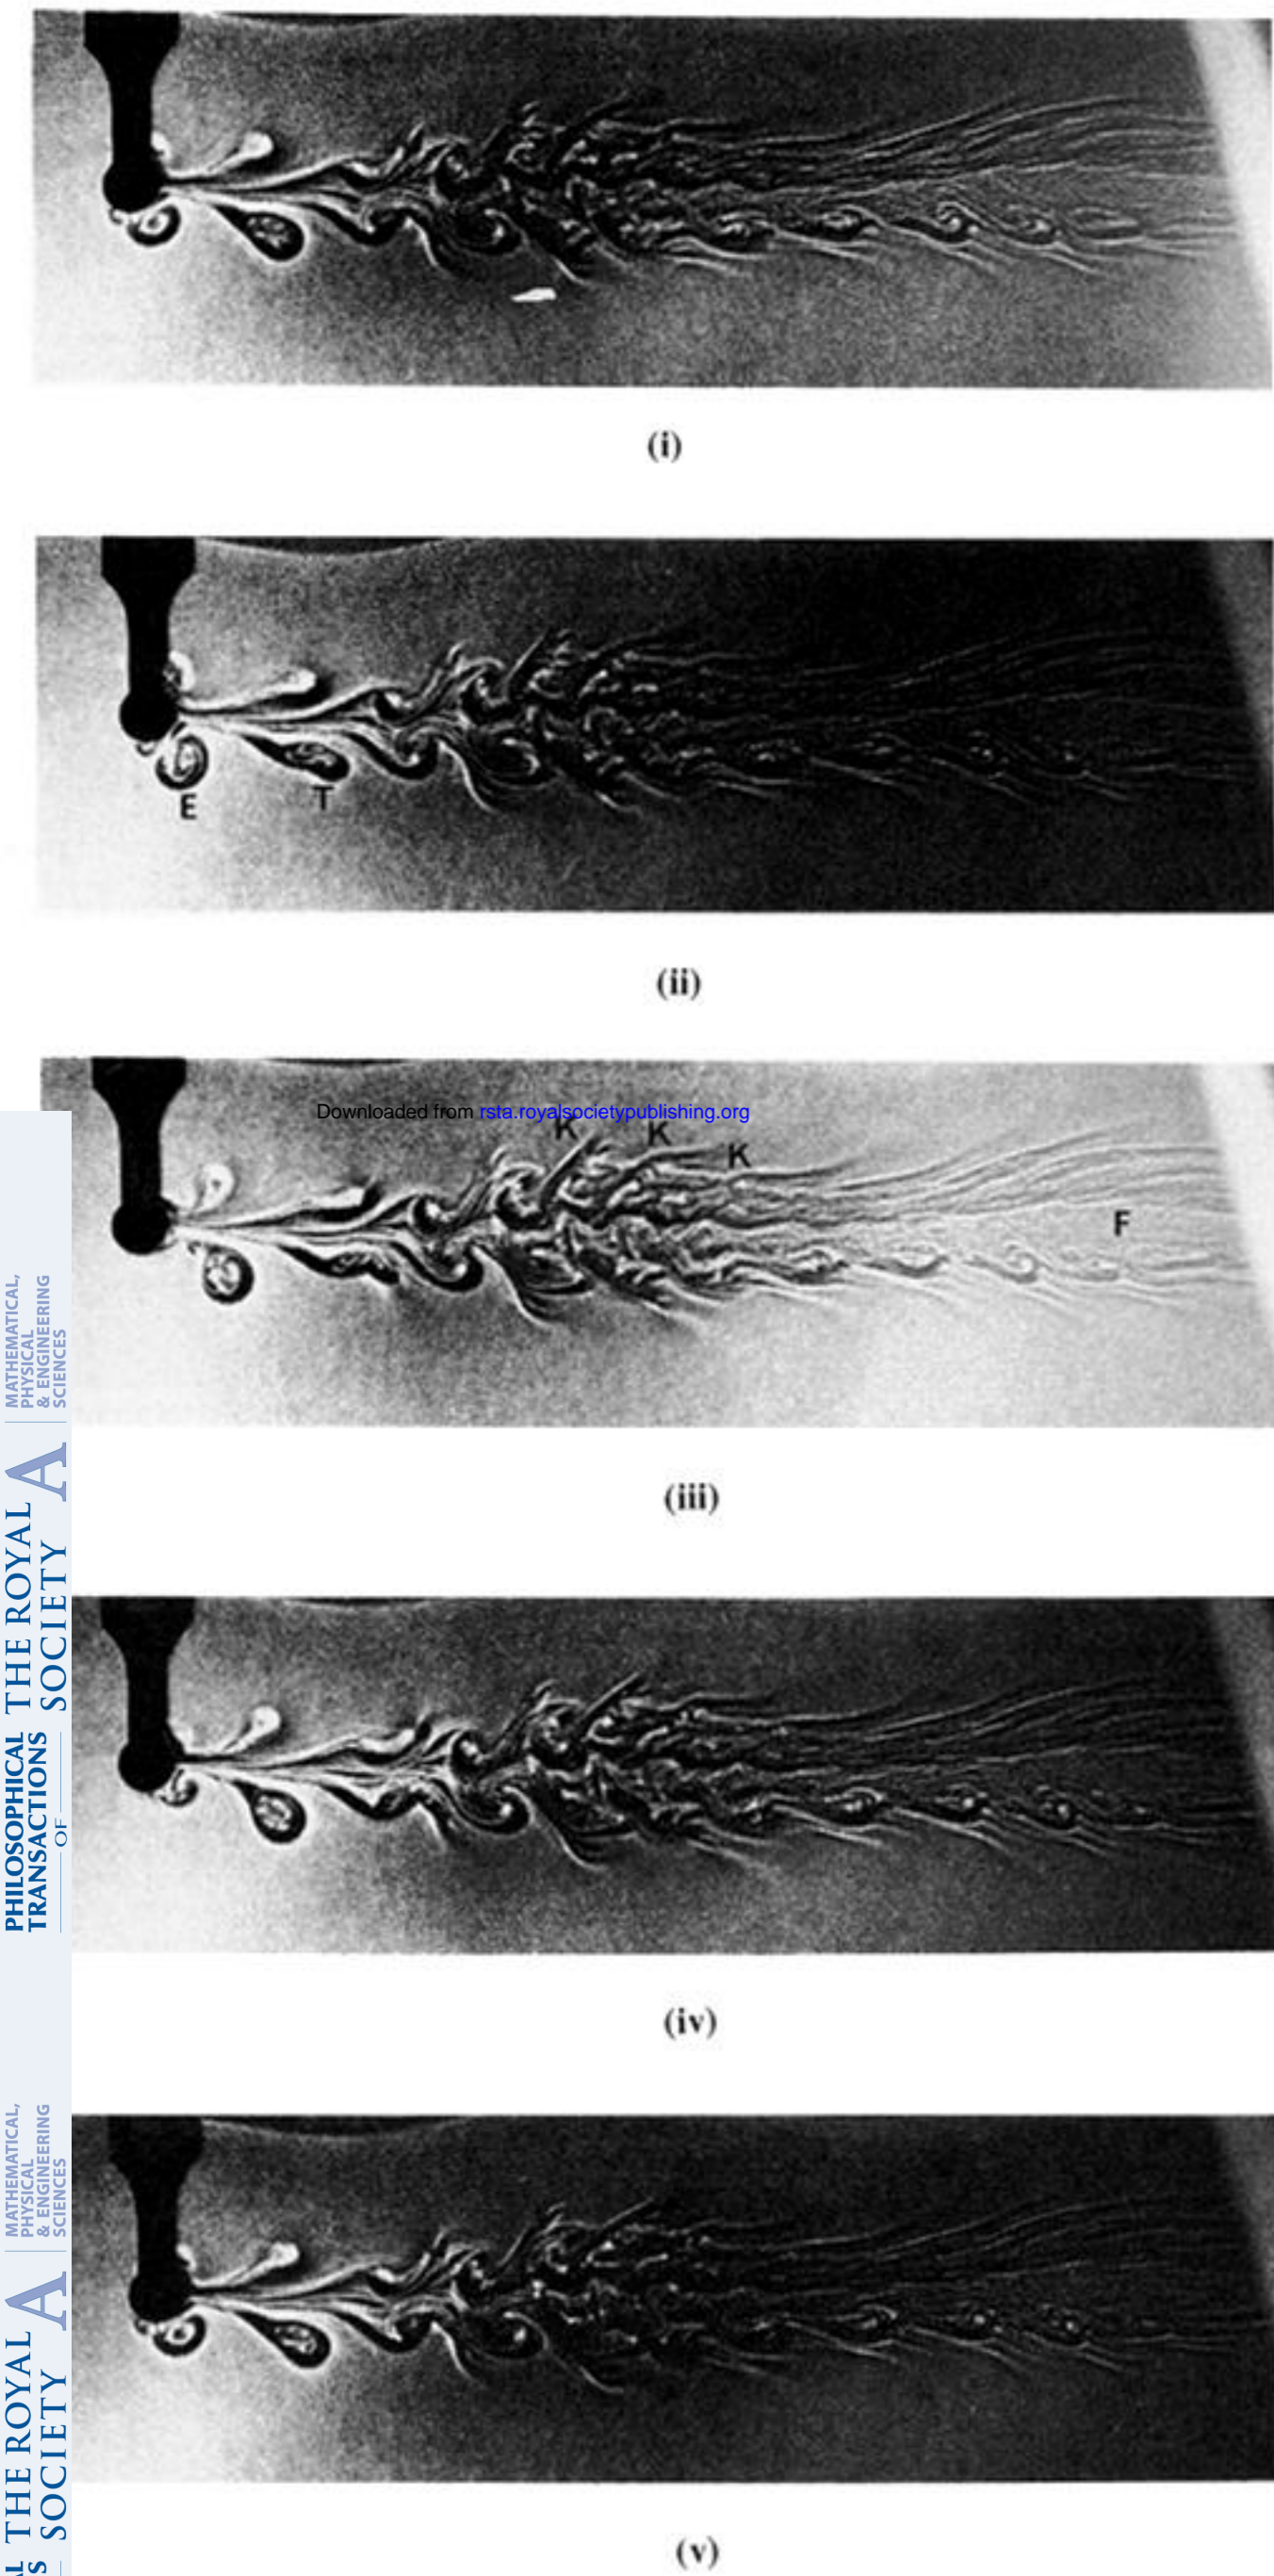 (i)
E T
(ii)
Downloaded from rsta.royalsocietypublishing.org
K K
K
F
(iii)
(iv)
(v)
MATHEMATICAL,
PHYSICAL
& ENGINEERING
SCIENCES
THE ROYAL
SOCIETY
A
PHILOSOPHICAL
TRANSACTIONS
OF
MATHEMATICAL,
PHYSICAL
& ENGINEERING
SCIENCES
THE ROYAL
SOCIETY
A